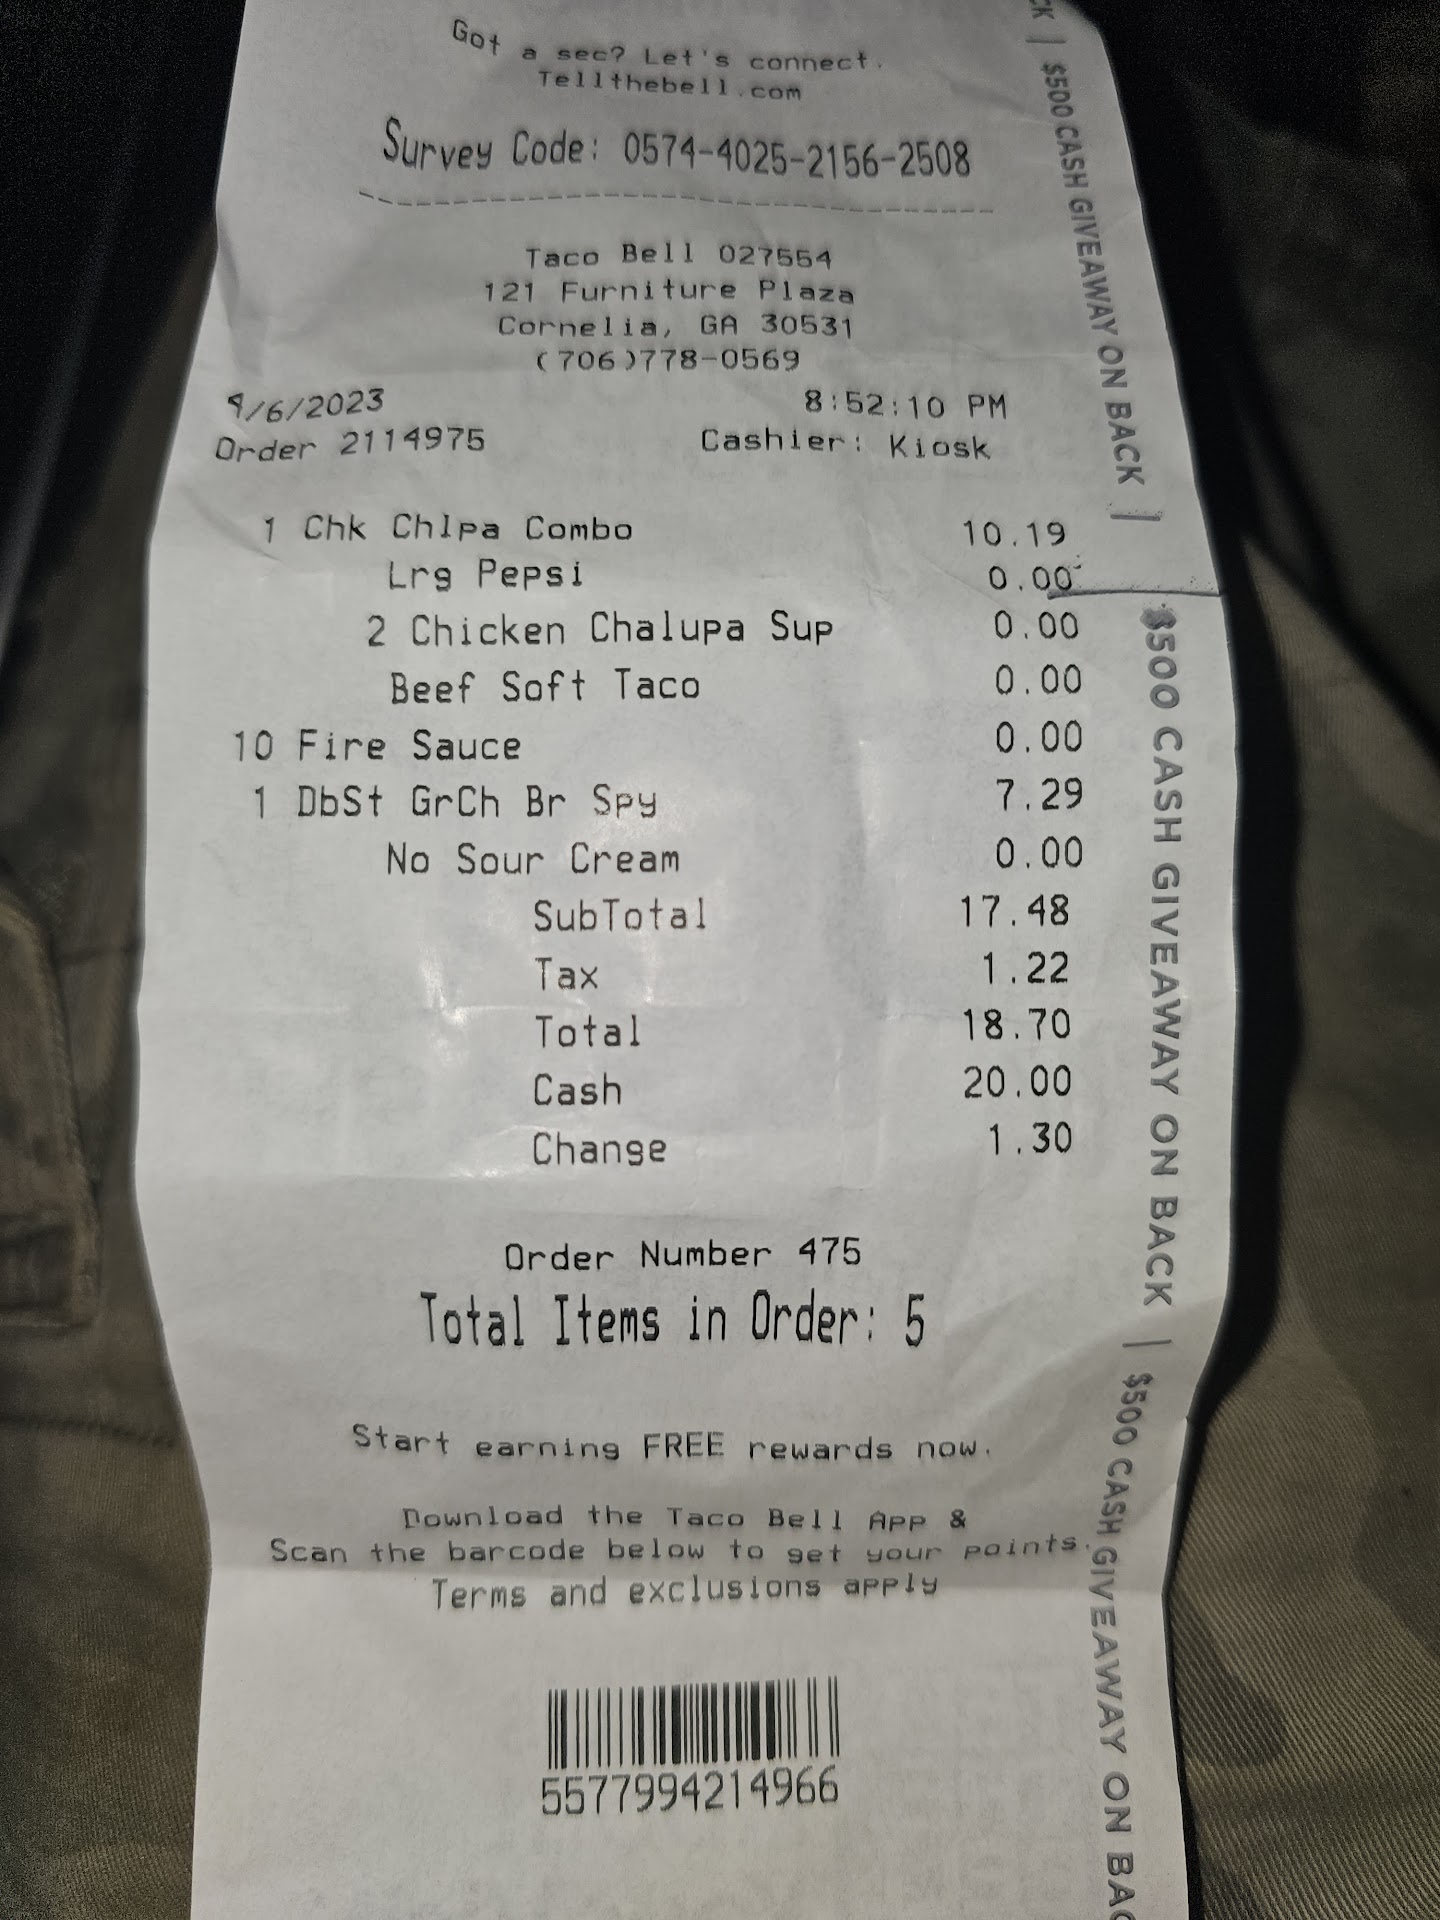 Got a sec? Let's connect.
Tellthebell.com
Survey Code: 0574-4025-2156-2508
Taco Bell 027554
121 Furniture Plaza
Cornelia, GA 30531
(706)778-0569
9/6/2023 8:52:10 PM
Order 2114975 Cashier: Kiosk
1 Chk Chlpa Combo 10.19
Lrg Pepsi 0.00
2 Chicken Chalupa Sup 0.00
Beef Soft Taco 0.00
10 Fire Sauce 0.00
1 DbSt GrCh Br Spy 7.29
No Sour Cream 0.00
SubTotal 17.48
Tax 1.22
Total 18.70
Cash 20.00
Change 1.30
Order Number 475
Total Items in Order: 5
Start earning FREE rewards now.
Download the Taco Bell App &
Scan the barcode below to get your points.
Terms and exclusions apply
5577994214966
CK | $500 CASH GIVEAWAY ON BACK | $500 CASH GIVEAWAY ON BACK | $500 CASH GIVEAWAY ON BAC